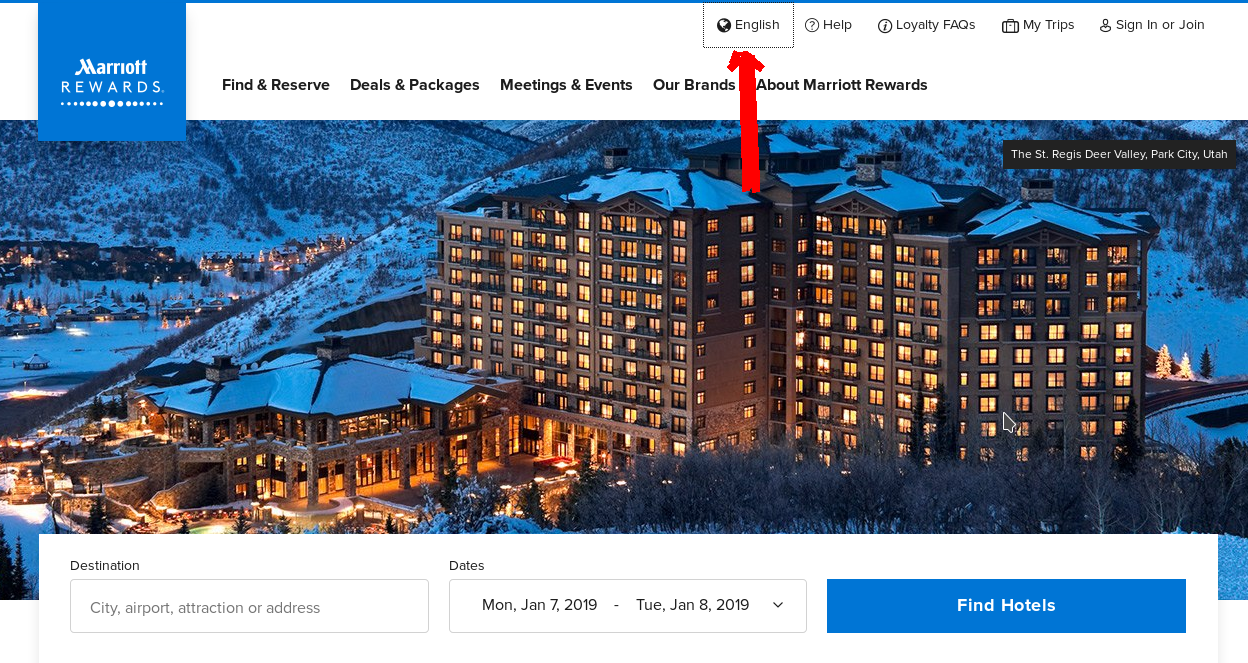 English Help Loyalty FAQs My Trips Sign In or Join
Marriott
REWARDS.
Find & Reserve Deals & Packages Meetings & Events Our Brands About Marriott Rewards
The St. Regis Deer Valley, Park City, Utah
Destination
City, airport, attraction or address
Dates
Mon, Jan 7, 2019 - Tue, Jan 8, 2019
Find Hotels